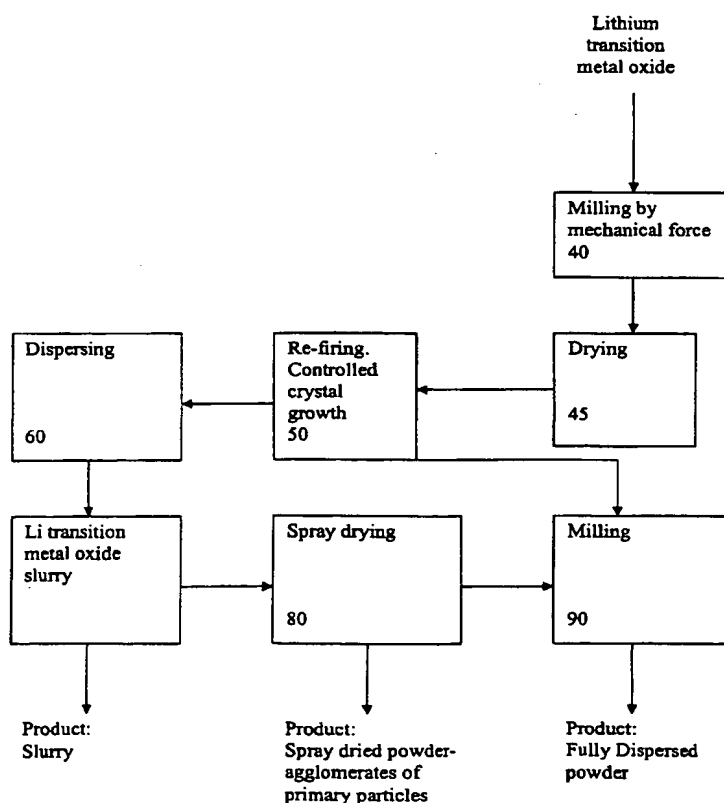 Lithium
transition
metal oxide
Milling by
mechanical force
40
Dispersing
60
Re-firing.
Controlled
crystal
growth
50
Drying
45
Li transition
metal oxide
slurry
Spray drying
80
Milling
90
Product:
Slurry
Product:
Spray dried powder-
agglomerates of
primary particles
Product:
Fully Dispersed
powder